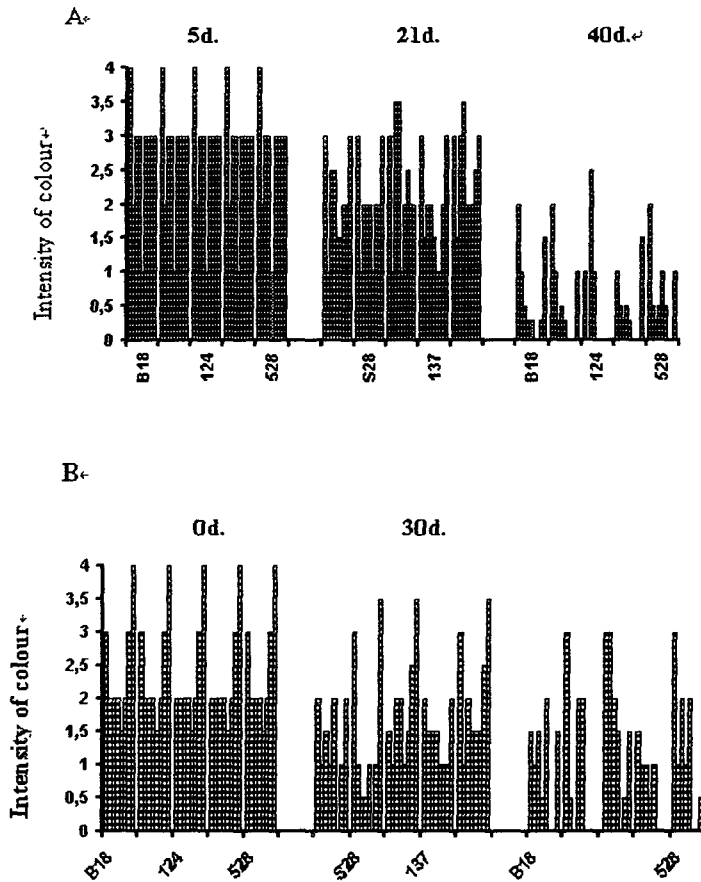 A↵
5d. 21d. 40d.↵
Intensity of colour↵
4
3,5
3
2,5
2
1,5
1
0,5
0
B18 124 528 S28 137 B18 124 528
B↵
0d. 30d.
Intensity of colour↵
4
3,5
3
2,5
2
1,5
1
0,5
0
B18 124 528 S28 137 B18 528